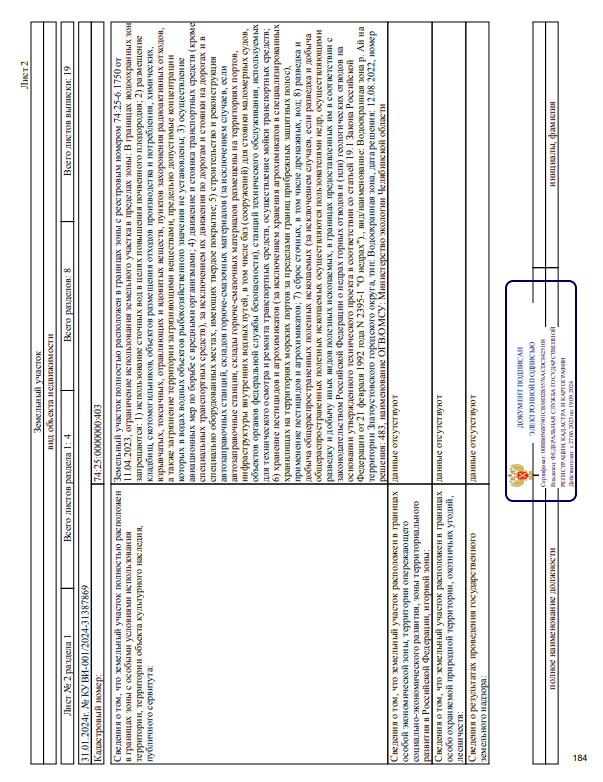 Лист 2
Земельный участок
вид объекта недвижимости
Лист № 2 раздела 1
Всего листов раздела 1: 4
Всего разделов: 8
Всего листов выписки: 19
31.01.2024г. № КУВИ-001/2024-31387869
Кадастровый номер:
74:25:0000000:403
Сведения о том, что земельный участок полностью расположен
в границах зоны с особыми условиями использования
территории, территории объекта культурного наследия,
публичного сервитута:
Земельный участок полностью расположен в границах зоны с реестровым номером 74:25-6.1750 от
11.04.2023, ограничение использования земельного участка в пределах зоны: В границах водоохранных зон
запрещаются: 1) использование сточных вод в целях повышения почвенного плодородия; 2) размещение
кладбищ, скотомогильников, объектов размещения отходов производства и потребления, химических,
взрывчатых, токсичных, отравляющих и ядовитых веществ, пунктов захоронения радиоактивных отходов,
а также загрязнение территории загрязняющими веществами, предельно допустимые концентрации
которых в водах водных объектов рыбохозяйственного значения не установлены; 3) осуществление
авиационных мер по борьбе с вредными организмами; 4) движение и стоянка транспортных средств (кроме
специальных транспортных средств), за исключением их движения по дорогам и стоянки на дорогах и в
специально оборудованных местах, имеющих твердое покрытие; 5) строительство и реконструкция
автозаправочных станций, складов горюче-смазочных материалов (за исключением случаев, если
автозаправочные станции, склады горюче-смазочных материалов размещены на территориях портов,
инфраструктуры внутренних водных путей, в том числе баз (сооружений) для стоянки маломерных судов,
объектов органов федеральной службы безопасности), станций технического обслуживания, используемых
для технического осмотра и ремонта транспортных средств, осуществление мойки транспортных средств;
6) хранение пестицидов и агрохимикатов (за исключением хранения агрохимикатов в специализированных
хранилищах на территориях морских портов за пределами границ прибрежных защитных полос),
применение пестицидов и агрохимикатов; 7) сброс сточных, в том числе дренажных, вод; 8) разведка и
добыча общераспространенных полезных ископаемых (за исключением случаев, если разведка и добыча
общераспространенных полезных ископаемых осуществляются пользователями недр, осуществляющими
разведку и добычу иных видов полезных ископаемых, в границах предоставленных им в соответствии с
законодательством Российской Федерации о недрах горных отводов и (или) геологических отводов на
основании утвержденного технического проекта в соответствии со статьей 19.1 Закона Российской
Федерации от 21 февраля 1992 года N 2395-1 "О недрах"), вид/наименование: Водоохранная зона р. Ай на
территории Златоустовского городского округа, тип: Водоохранная зона, дата решения: 12.08.2022, номер
решения: 483, наименование ОГВ/ОМСУ: Министерство экологии Челябинской области
Сведения о том, что земельный участок расположен в границах
особой экономической зоны, территории опережающего
социально-экономического развития, зоны территориального
развития в Российской Федерации, игорной зоны:
данные отсутствуют
Сведения о том, что земельный участок расположен в границах
особо охраняемой природной территории, охотничьих угодий,
лесничеств:
данные отсутствуют
Сведения о результатах проведения государственного
земельного надзора:
данные отсутствуют
полное наименование должности
ДОКУМЕНТ ПОДПИСАН
ЭЛЕКТРОННОЙ ПОДПИСЬЮ
Сертификат:
Владелец: ФЕДЕРАЛЬНАЯ СЛУЖБА ГОСУДАРСТВЕННОЙ
РЕГИСТРАЦИИ, КАДАСТРА И КАРТОГРАФИИ
Действителен: с 27.06.2023 по 19.09.2024
инициалы, фамилия
184